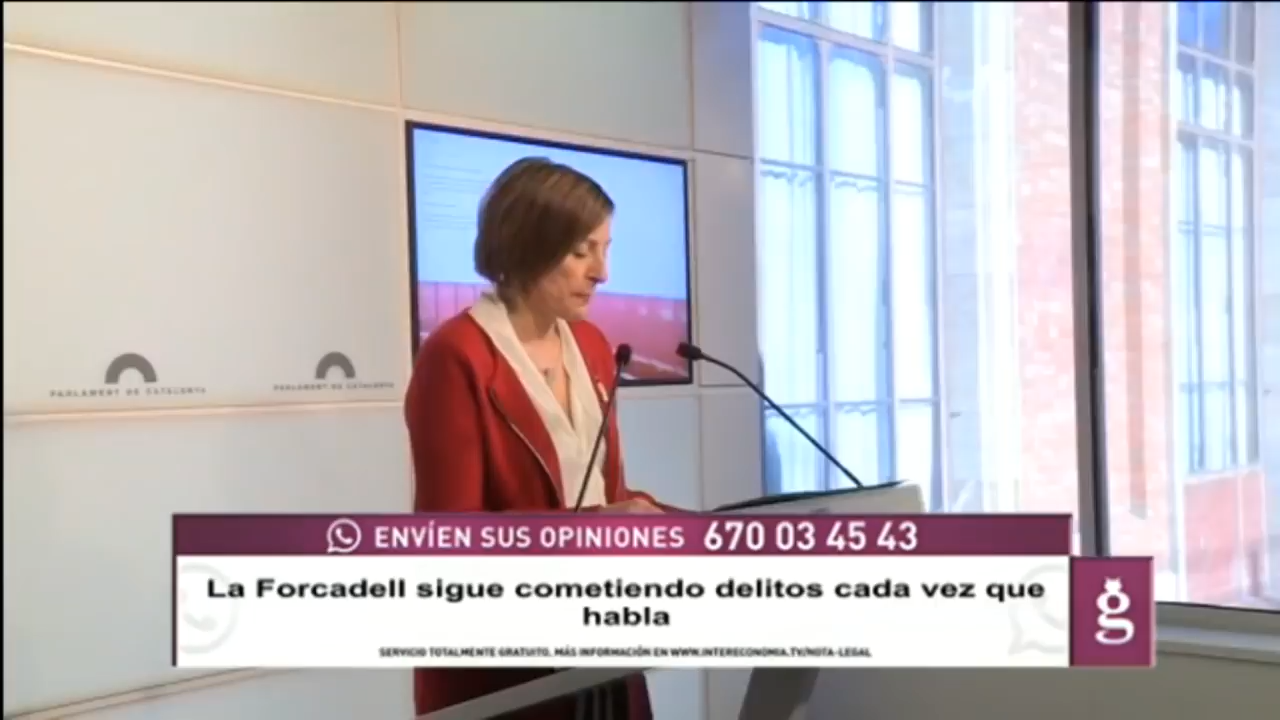 PARLAMENT DE CATALUNYA
PARLAMENT DE CATALUNYA
ENVÍEN SUS OPINIONES 670 03 45 43
La Forcadell sigue cometiendo delitos cada vez que
habla
SERVICIO TOTALMENTE GRATUITO. MÁS INFORMACIÓN EN WWW.INTERECONOMIA.TV/NOTA-LEGAL
g